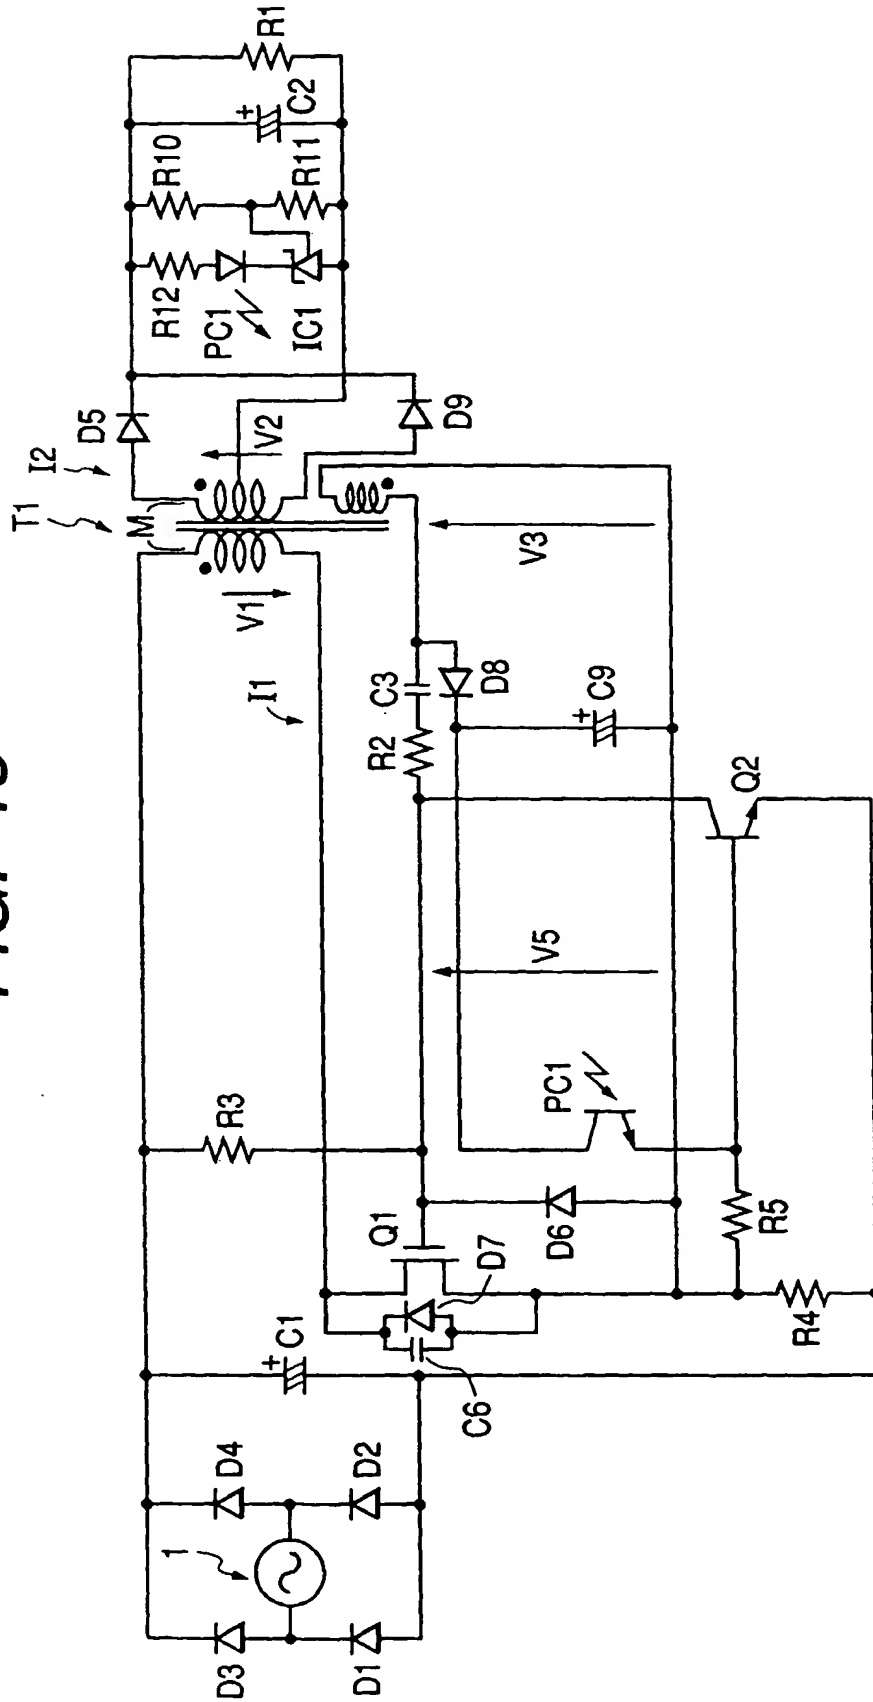 FIG.
T1
I2
M
D5
R1
C2
R10
R11
R12
PC1
IC1
V2
D9
V1
V3
I1
C3
D8
C9
R2
Q2
V5
R3
PC1
Q1
D6
D7
R5
R4
C1
C6
D4
D2
1
D3
D1
+
+
+